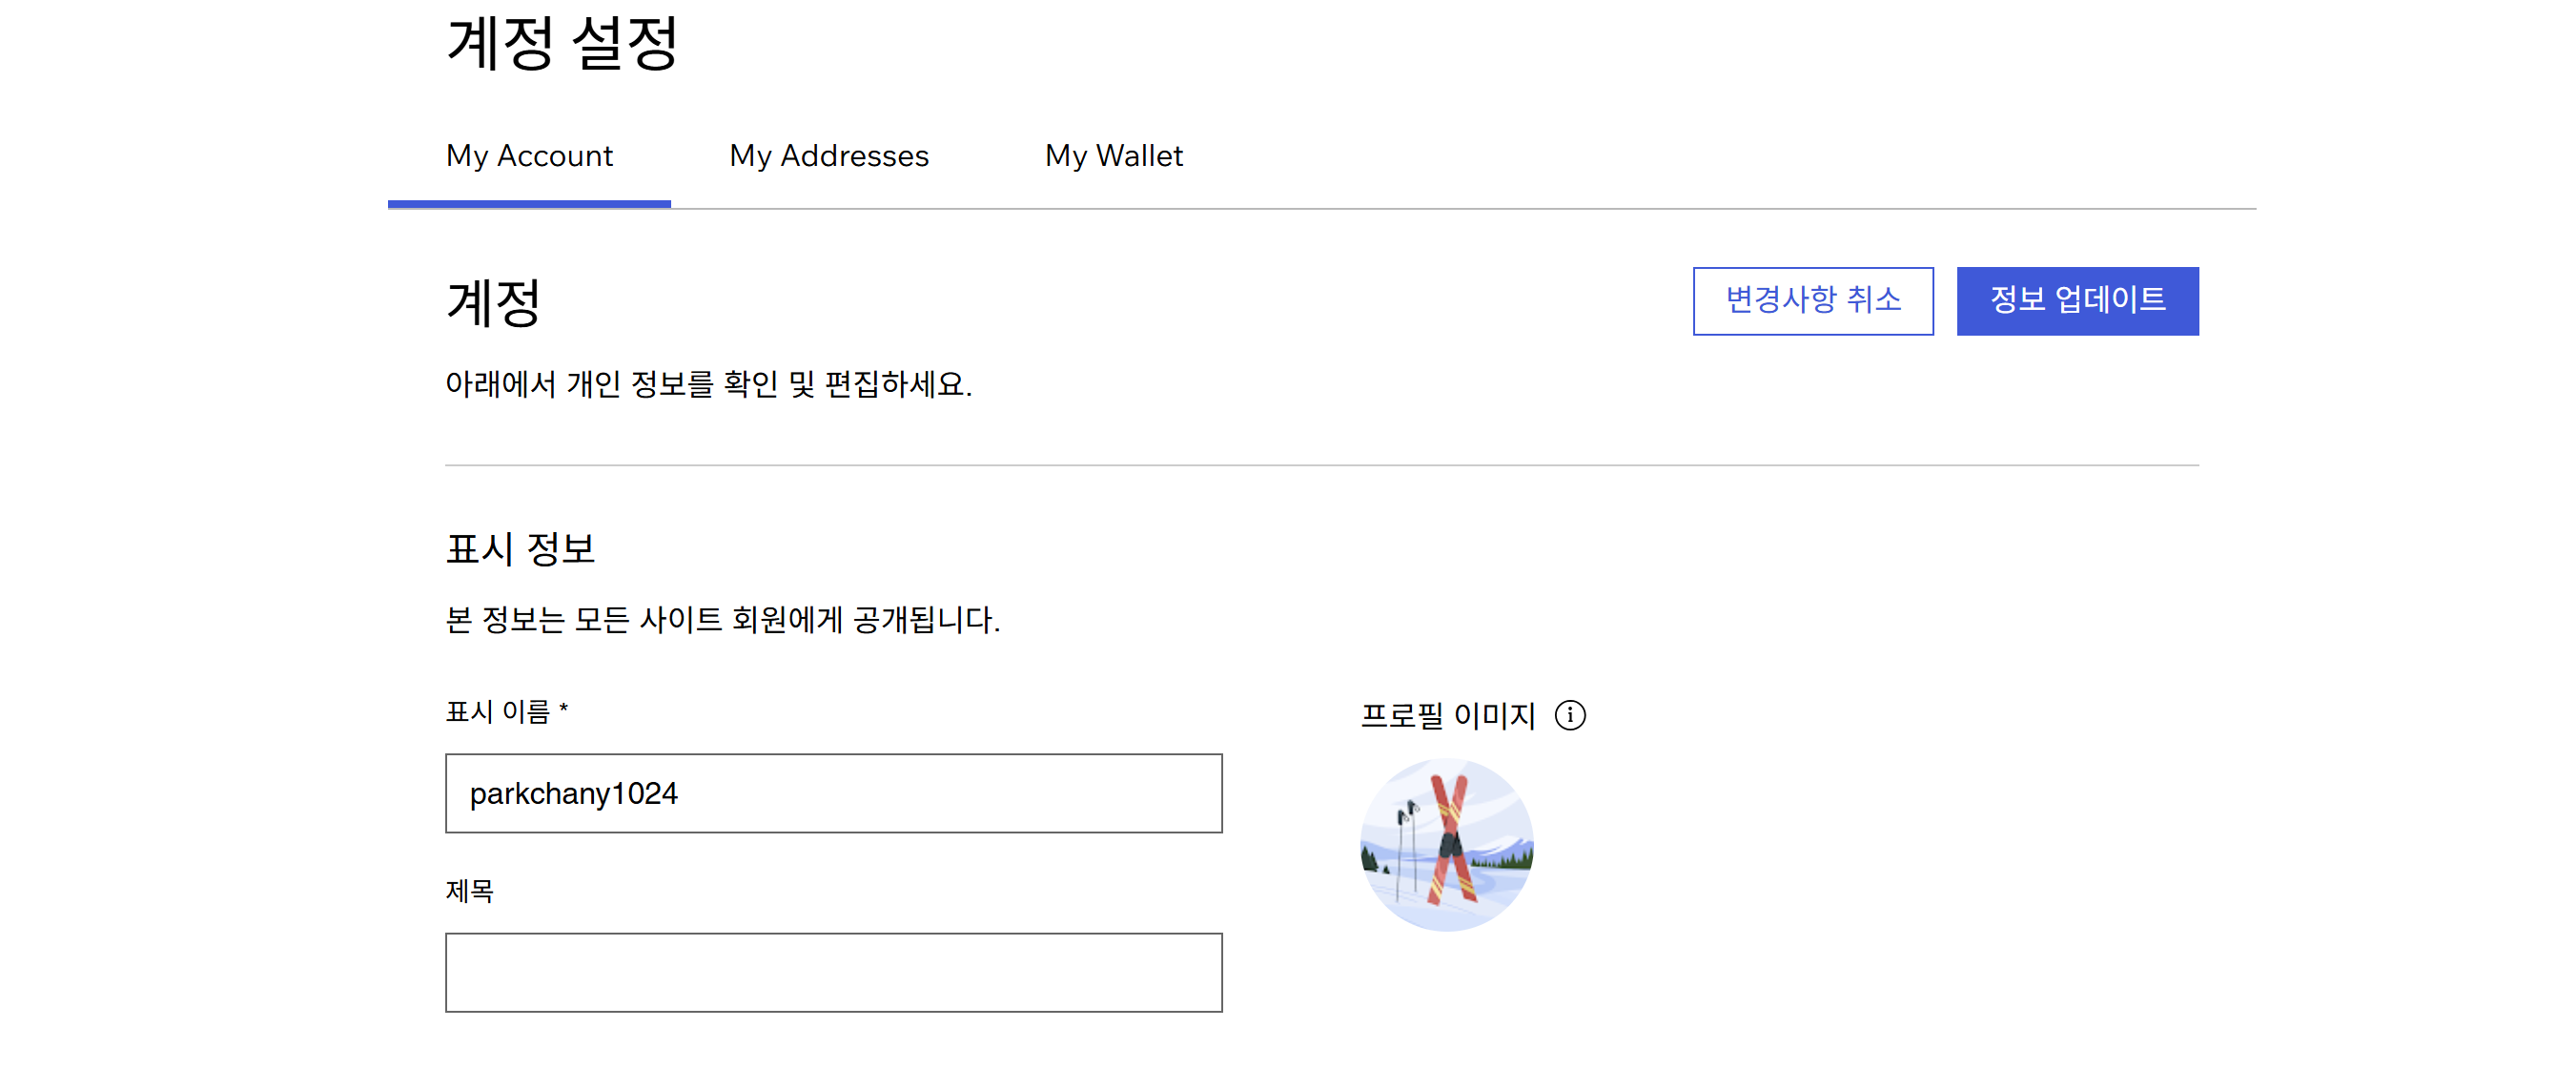 계정 설정
My Account My Addresses My Wallet
계정
변경사항 취소 정보 업데이트
아래에서 개인 정보를 확인 및 편집하세요.
표시 정보
본 정보는 모든 사이트 회원에게 공개됩니다.
표시 이름 *
프로필 이미지
parkchany1024
제목